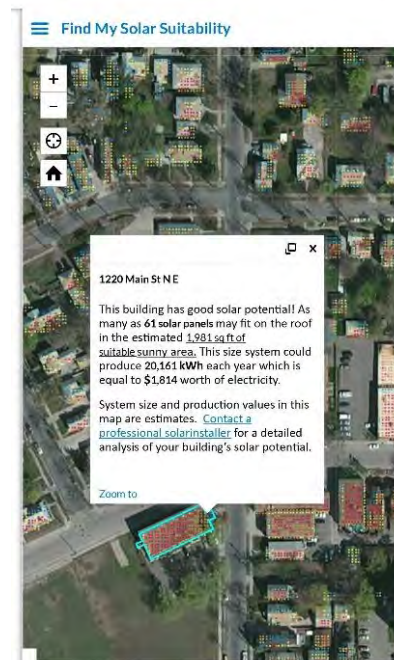 Find My Solar Suitability
+
−
1220 Main St NE
This building has good solar potential! As
many as 61 solar panels may fit on the roof
in the estimated 1,981 sq ft of
suitable sunny area. This size system could
produce 20,161 kWh each year which is
equal to $1,814 worth of electricity.
System size and production values in this
map are estimates. Contact a
professional solarinstaller for a detailed
analysis of your building's solar potential.
Zoom to